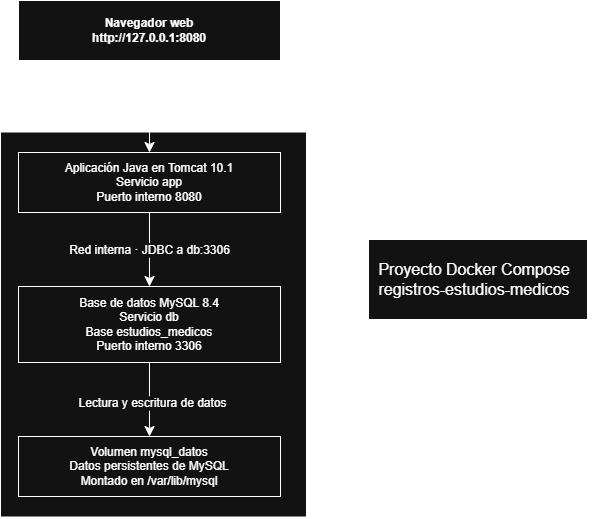 Navegador web
http://127.0.0.1:8080
Aplicación Java en Tomcat 10.1
Servicio app
Puerto interno 8080
Red interna · JDBC a db:3306
Base de datos MySQL 8.4
Servicio db
Base estudios_medicos
Puerto interno 3306
Lectura y escritura de datos
Volumen mysql_datos
Datos persistentes de MySQL
Montado en /var/lib/mysql
Proyecto Docker Compose
registros-estudios-medicos